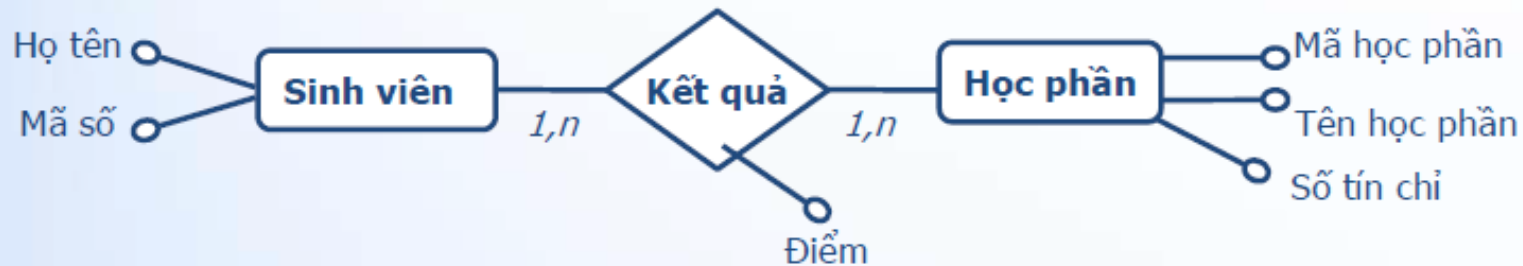 Họ tên
Mã số
Sinh viên
1,n
Kết quả
Điểm
1,n
Học phần
Mã học phần
Tên học phần
Số tín chỉ